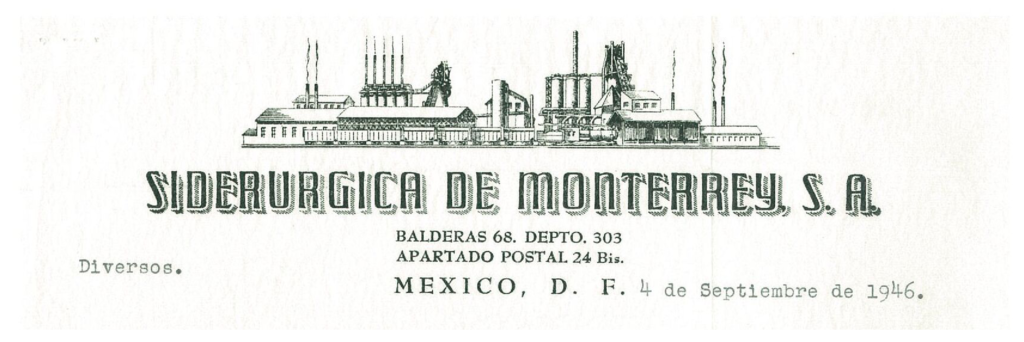 SIDERURGICA DE MONTERREY, S. A.
BALDERAS 68. DEPTO. 303
APARTADO POSTAL 24 Bis.
Diversos.
MEXICO, D. F. 4 de Septiembre de 1946.